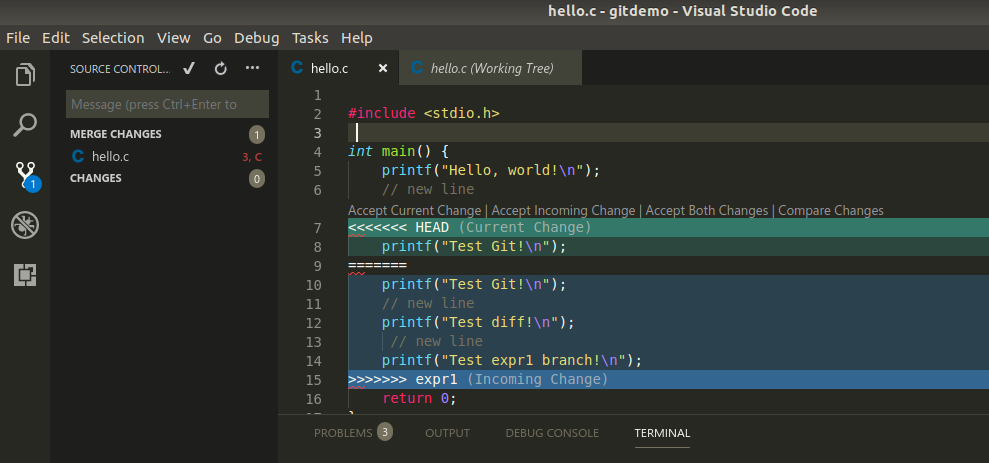 hello.c - gitdemo - Visual Studio Code
File Edit Selection View Go Debug Tasks Help
SOURCE CONTROL...
Message (press Ctrl+Enter to
MERGE CHANGES 1
C hello.c 3, C
CHANGES 0
1
C hello.c × C hello.c (Working Tree)
1
2 #include <stdio.h>
3
4 int main() {
5     printf("Hello, world!\n");
6     // new line
Accept Current Change | Accept Incoming Change | Accept Both Changes | Compare Changes
7 <<<<<<< HEAD (Current Change)
8     printf("Test Git!\n");
9 =======
10     printf("Test Git!\n");
11     // new line
12     printf("Test diff!\n");
13      // new line
14     printf("Test expr1 branch!\n");
15 >>>>>>> expr1 (Incoming Change)
16     return 0;
PROBLEMS 3 OUTPUT DEBUG CONSOLE TERMINAL